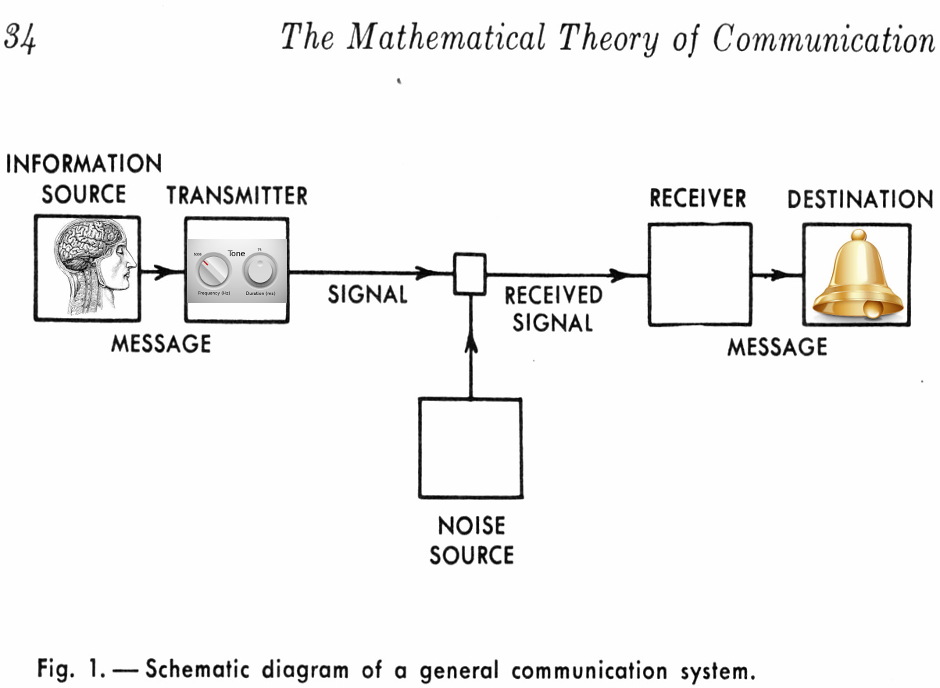 34
The Mathematical Theory of Communication
INFORMATION
SOURCE
TRANSMITTER
RECEIVER
DESTINATION
Tone
Frequency (Hz)
Duration (ms)
SIGNAL
RECEIVED
SIGNAL
MESSAGE
MESSAGE
NOISE
SOURCE
Fig. 1. — Schematic diagram of a general communication system.